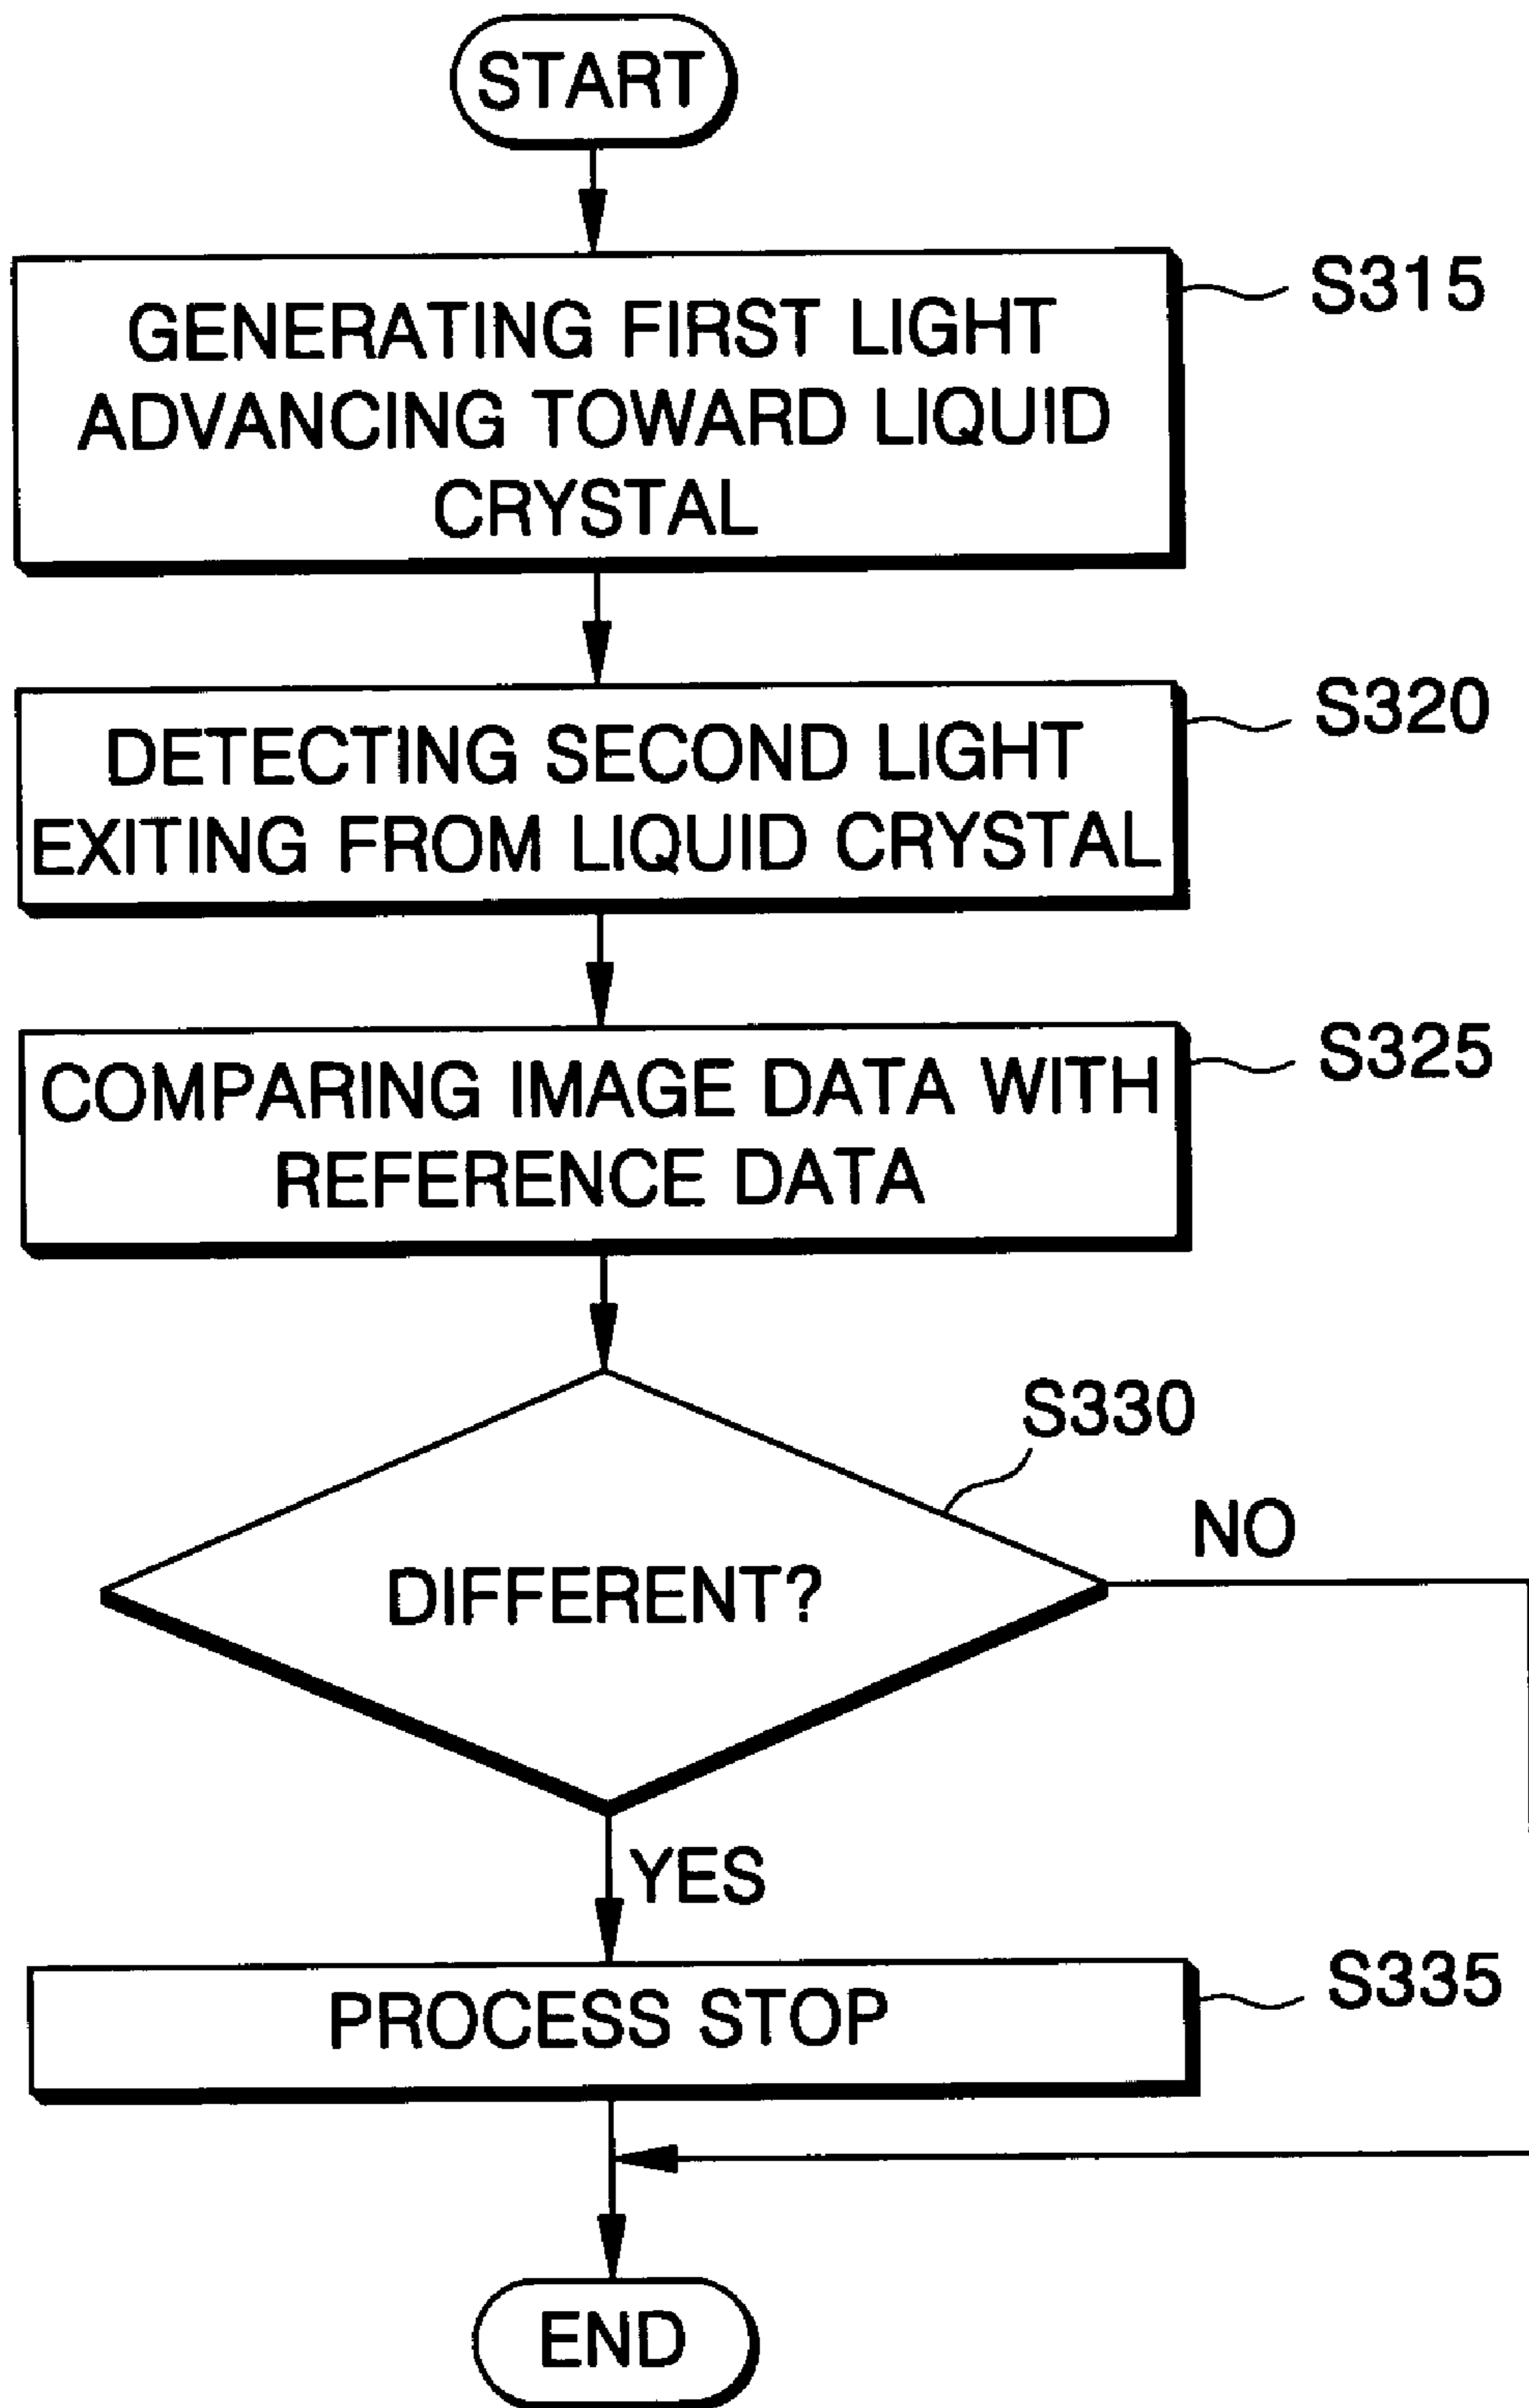 START
GENERATING FIRST LIGHT
ADVANCING TOWARD LIQUID
CRYSTAL
S315
DETECTING SECOND LIGHT
EXITING FROM LIQUID CRYSTAL
S320
COMPARING IMAGE DATA WITH
REFERENCE DATA
S325
S330
DIFFERENT?
NO
YES
PROCESS STOP
S335
END